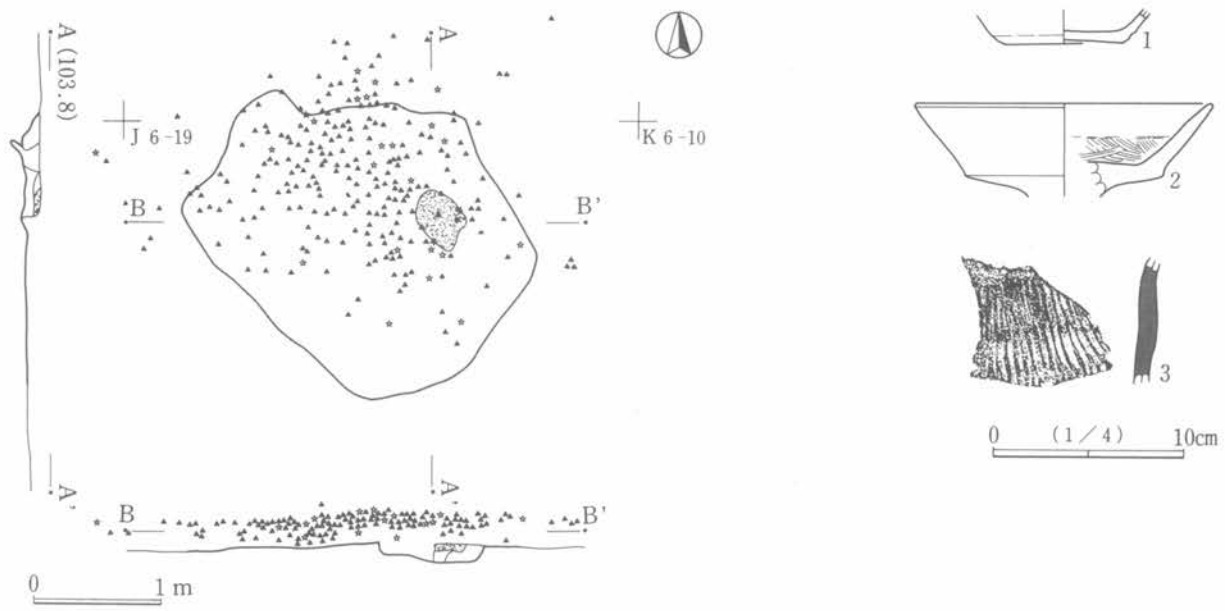 A (103.8)
A
J 6-19
K 6-10
B
B'
A'
A'
B
B'
0
1 m
1
2
3
0
(1/4)
10cm